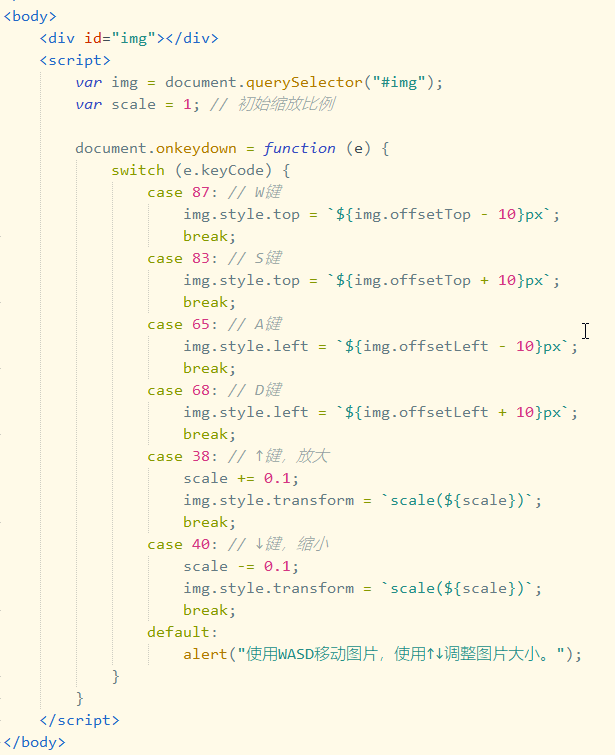 <body>
    <div id="img"></div>
    <script>
        var img = document.querySelector("#img");
        var scale = 1; // 初始缩放比例

        document.onkeydown = function (e) {
            switch (e.keyCode) {
                case 87: // W键
                    img.style.top = `${img.offsetTop - 10}px`;
                    break;
                case 83: // S键
                    img.style.top = `${img.offsetTop + 10}px`;
                    break;
                case 65: // A键
                    img.style.left = `${img.offsetLeft - 10}px`;
                    break;
                case 68: // D键
                    img.style.left = `${img.offsetLeft + 10}px`;
                    break;
                case 38: // ↑键，放大
                    scale += 0.1;
                    img.style.transform = `scale(${scale})`;
                    break;
                case 40: // ↓键，缩小
                    scale -= 0.1;
                    img.style.transform = `scale(${scale})`;
                    break;
                default:
                    alert("使用WASD移动图片，使用↑↓调整图片大小。");
            }
        }
    </script>
</body>